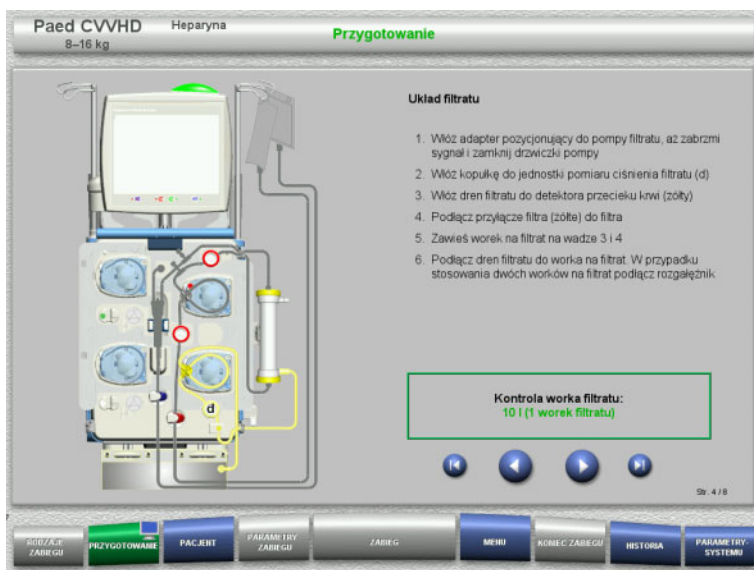 Paed CVVHD Heparyna
8–16 kg
Przygotowanie
Układ filtratu
1. Włóż adapter pozycjonujący do pompy filtratu, aż zabrzmi
sygnał i zamknij drzwiczki pompy
2. Włóż kopułkę do jednostki pomiaru ciśnienia filtratu (d)
3. Włóż dren filtratu do detektora przecieku krwi (żółty)
4. Podłącz przyłącze filtra (żółte) do filtra
5. Zawieś worek na filtrat na wadze 3 i 4
6. Podłącz dren filtratu do worka na filtrat. W przypadku
stosowania dwóch worków na filtrat podłącz rozgałęźnik
d
Kontrola worka filtratu:
10 l (1 worek filtratu)
Str. 4 / 8
RODZAJE
ZABIEGU
PRZYGOTOWANIE
PACJENT
PARAMETRY
ZABIEGU
ZABIEG
MENU
KONIEC ZABIEGU
HISTORIA
PARAMETRY-
SYSTEMU